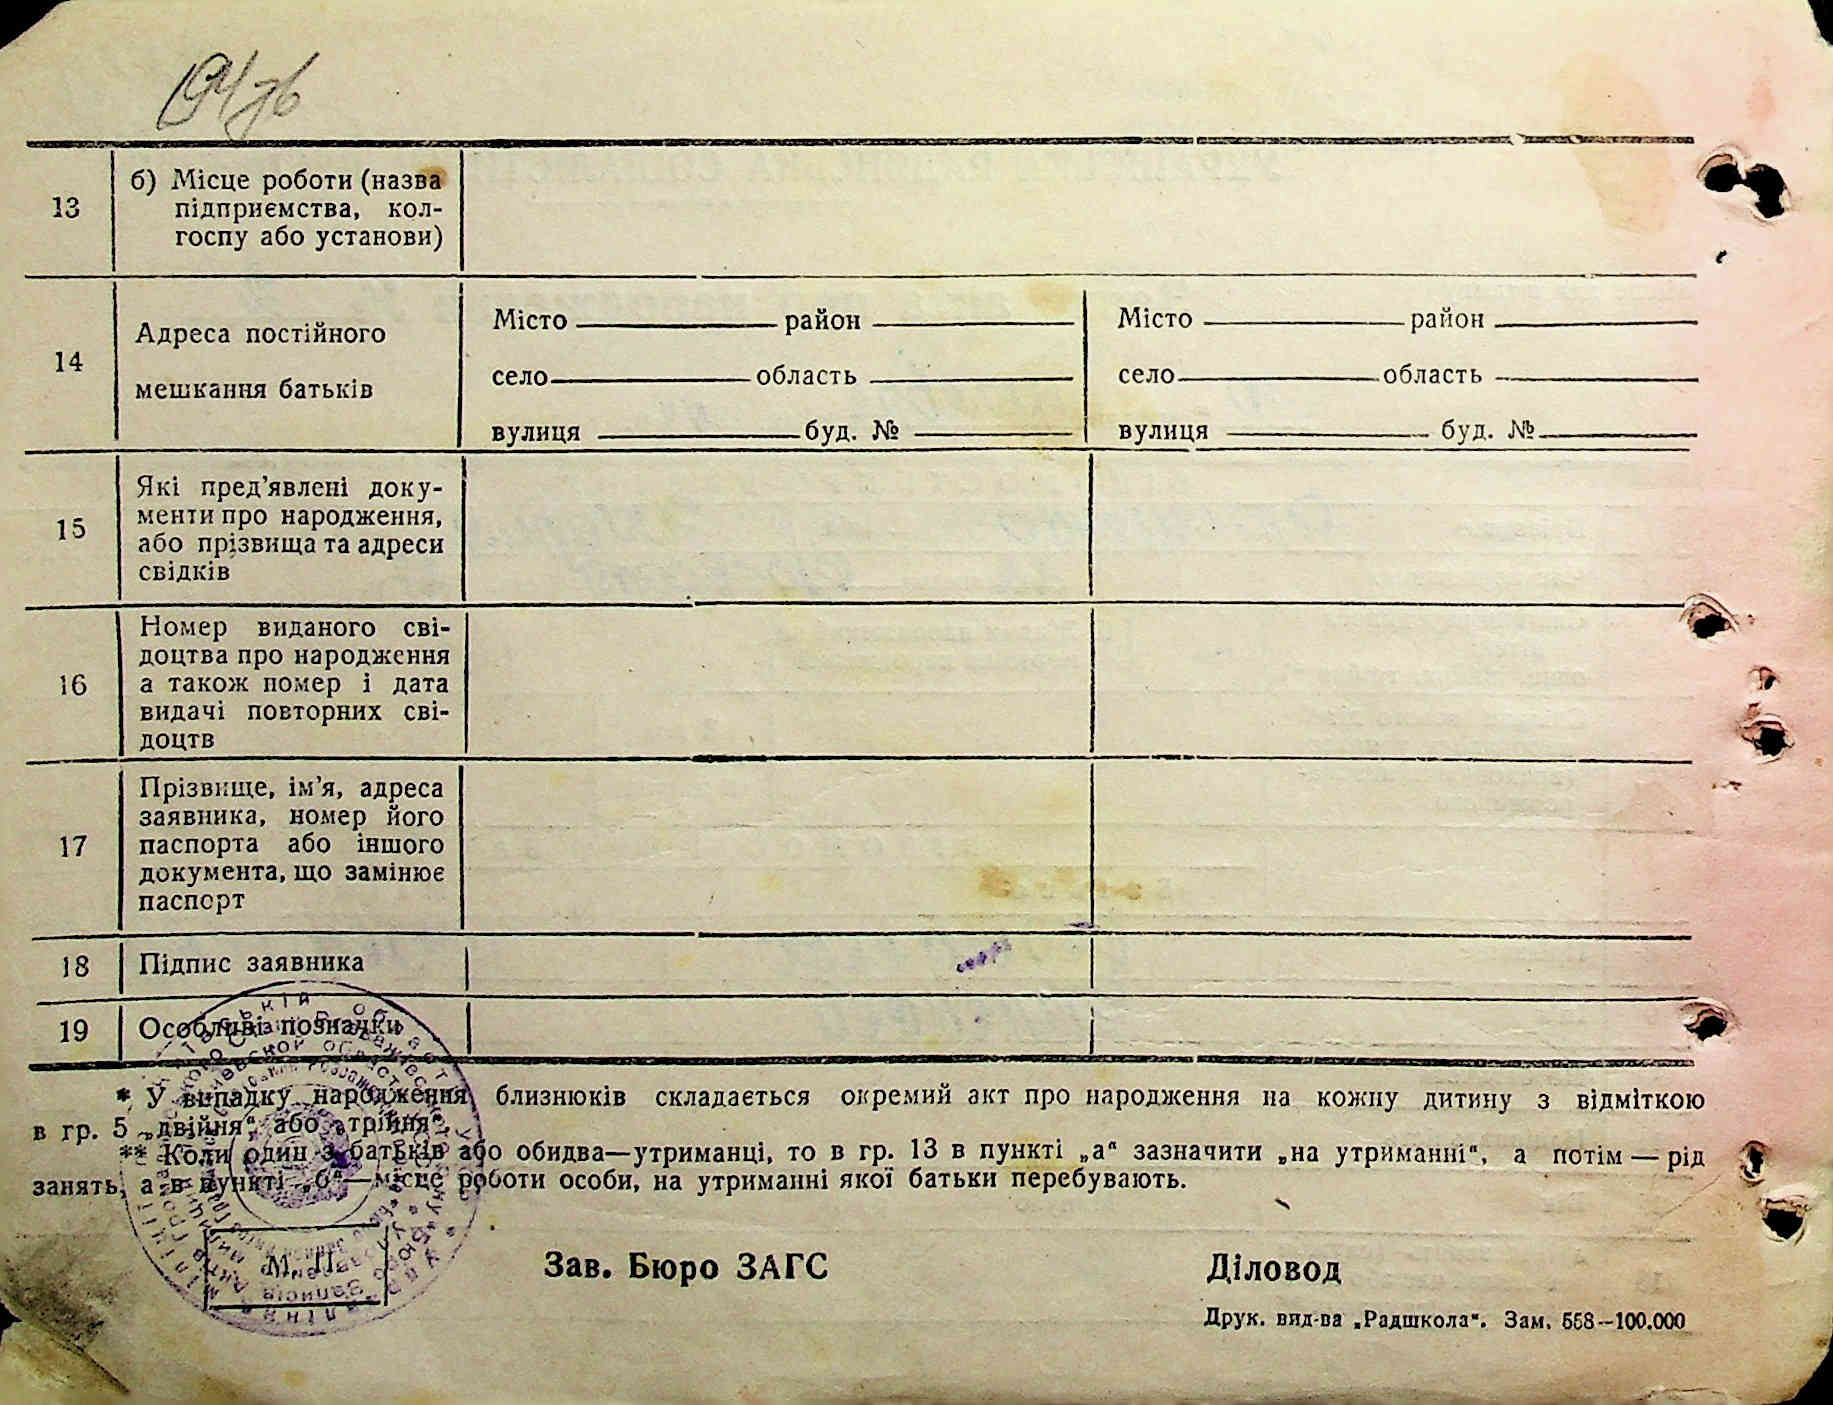 13
б) Місце роботи (назва
підприємства, кол-
госпу або установи)
14
Адреса постійного
мешкання батьків
Місто район
село область
вулиця буд. №
Місто район
село область
вулиця буд. №
15
Які пред’явлені доку-
менти про народження,
або прізвища та адреси
свідків
16
Номер виданого сві-
доцтва про народження
а також номер і дата
видачі повторних сві-
доцтв
17
Прізвище, ім’я, адреса
заявника, номер його
паспорта або іншого
документа, що замінює
паспорт
18
Підпис заявника
19
Особливі позначки
* У випадку народження близнюків складається окремий акт про народження на кожну дитину з відміткою
в гр. 5 „двійня“ або „трійня“.
** Коли один з батьків або обидва—утриманці, то в гр. 13 в пункті „а“ зазначити „на утриманні“, а потім — рід
занять, а в пункті „б“—місце роботи особи, на утриманні якої батьки перебувають.
М. П.
Зав. Бюро ЗАГС
Діловод
Друк. вид-ва „Радшкола“. Зам. 558—100.000